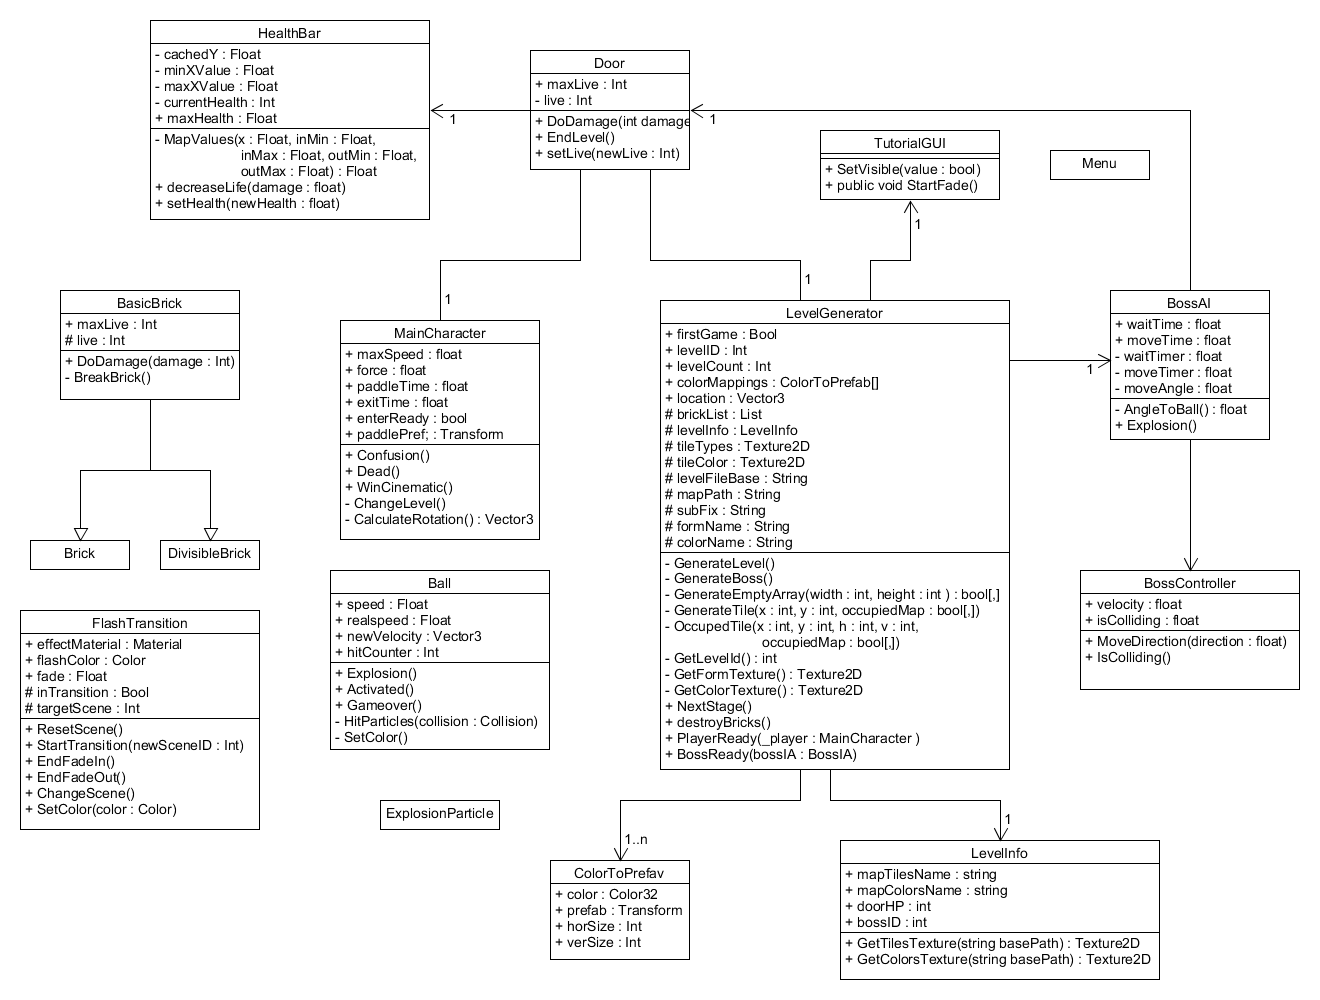 HealthBar
- cachedY : Float
- minXValue : Float
- maxXValue : Float
- currentHealth : Int
+ maxHealth : Float
- MapValues(x : Float, inMin : Float,
inMax : Float, outMin : Float,
outMax : Float) : Float
+ decreaseLife(damage : float)
+ setHealth(newHealth : float)
1
Door
+ maxLive : Int
- live : Int
+ DoDamage(int damage
+ EndLevel()
+ setLive(newLive : Int)
1
TutorialGUI
+ SetVisible(value : bool)
+ public void StartFade()
1
Menu
BasicBrick
+ maxLive : Int
# live : Int
+ DoDamage(damage : Int)
- BreakBrick()
Brick
DivisibleBrick
1
MainCharacter
+ maxSpeed : float
+ force : float
+ paddleTime : float
+ exitTime : float
+ enterReady : bool
+ paddlePref; : Transform
+ Confusion()
+ Dead()
+ WinCinematic()
- ChangeLevel()
- CalculateRotation() : Vector3
1
LevelGenerator
+ firstGame : Bool
+ levelID : Int
+ levelCount : Int
+ colorMappings : ColorToPrefab[]
+ location : Vector3
# brickList : List
# levelInfo : LevelInfo
# tileTypes : Texture2D
# tileColor : Texture2D
# levelFileBase : String
# mapPath : String
# subFix : String
# formName : String
# colorName : String
- GenerateLevel()
- GenerateBoss()
- GenerateEmptyArray(width : int, height : int ) : bool[,]
- GenerateTile(x : int, y : int, occupiedMap : bool[,])
- OccupedTile(x : int, y : int, h : int, v : int,
occupiedMap : bool[,])
- GetLevelId() : int
- GetFormTexture() : Texture2D
- GetColorTexture() : Texture2D
+ NextStage()
+ destroyBricks()
+ PlayerReady(_player : MainCharacter )
+ BossReady(bossIA : BossIA)
1
BossAI
+ waitTime : float
+ moveTime : float
- waitTimer : float
- moveTimer : float
- moveAngle : float
- AngleToBall() : float
+ Explosion()
BossController
+ velocity : float
+ isColliding : float
+ MoveDirection(direction : float)
+ IsColliding()
FlashTransition
+ effectMaterial : Material
+ flashColor : Color
+ fade : Float
# inTransition : Bool
# targetScene : Int
+ ResetScene()
+ StartTransition(newSceneID : Int)
+ EndFadeIn()
+ EndFadeOut()
+ ChangeScene()
+ SetColor(color : Color)
Ball
+ speed : Float
+ realspeed : Float
+ newVelocity : Vector3
+ hitCounter : Int
+ Explosion()
+ Activated()
+ Gameover()
- HitParticles(collision : Collision)
- SetColor()
ExplosionParticle
1..n
ColorToPrefav
+ color : Color32
+ prefab : Transform
+ horSize : Int
+ verSize : Int
1
LevelInfo
+ mapTilesName : string
+ mapColorsName : string
+ doorHP : int
+ bossID : int
+ GetTilesTexture(string basePath) : Texture2D
+ GetColorsTexture(string basePath) : Texture2D